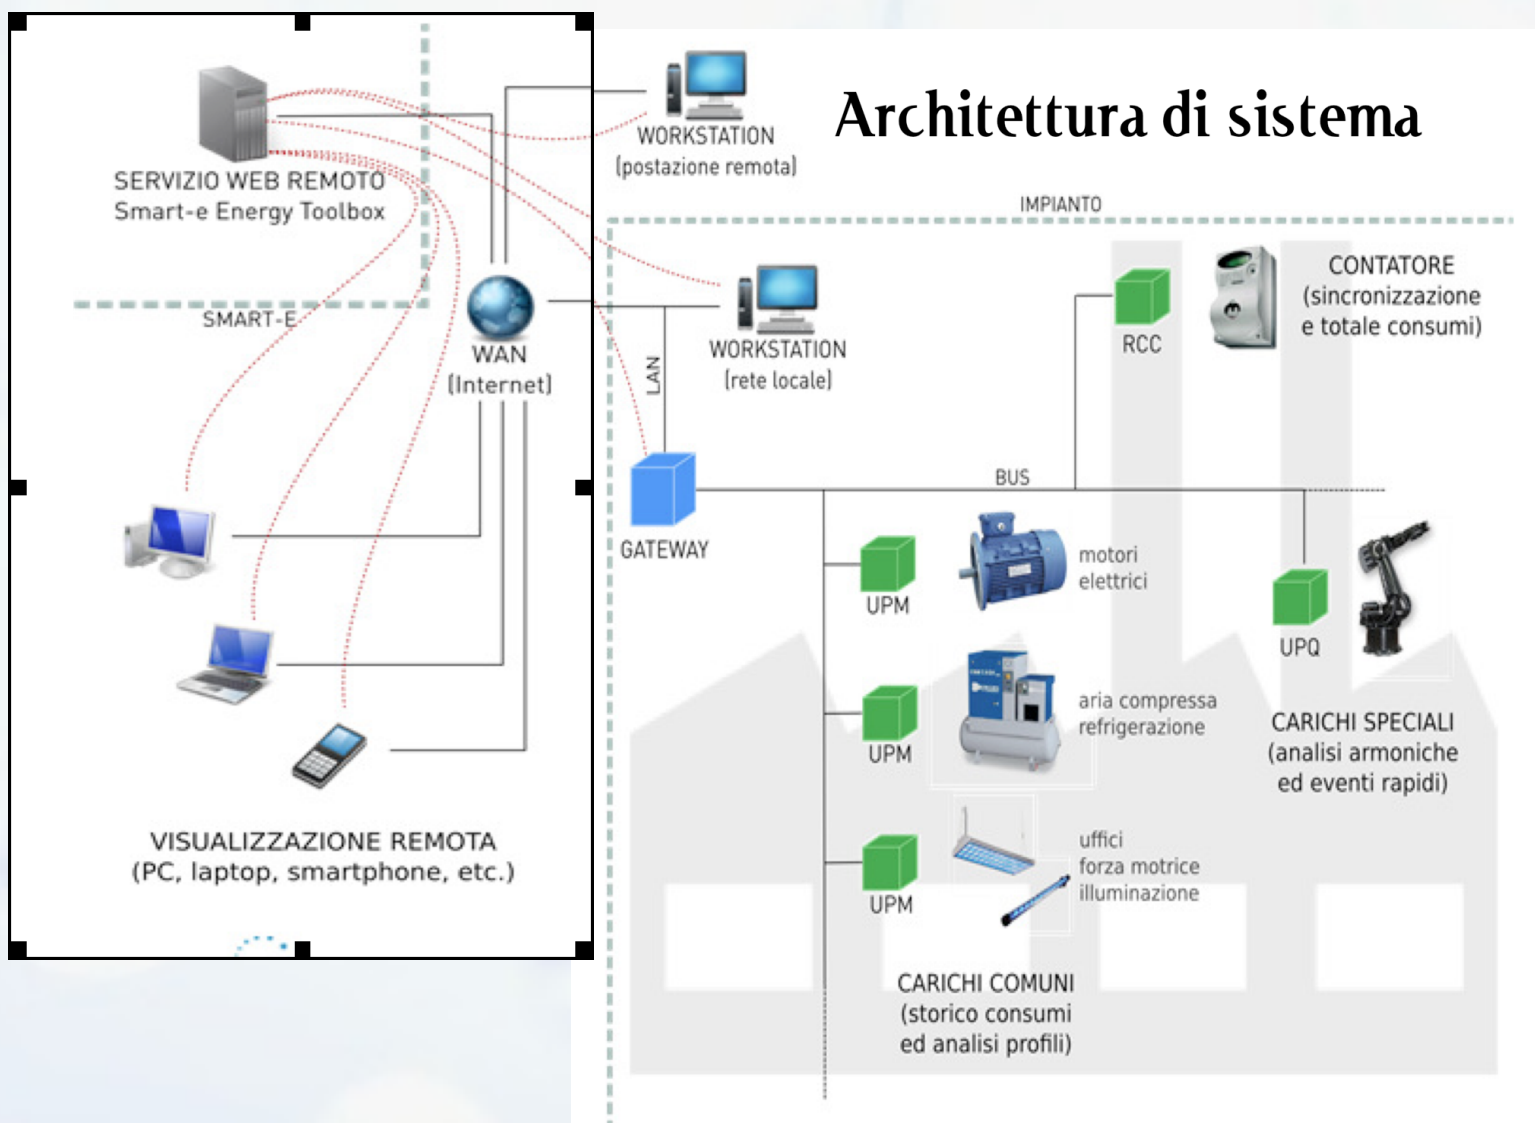 Architettura di sistema
SERVIZIO WEB REMOTO
Smart-e Energy Toolbox
SMART-E
WAN
(Internet)
VISUALIZZAZIONE REMOTA
(PC, laptop, smartphone, etc.)
WORKSTATION
(postazione remota)
IMPIANTO
WORKSTATION
(rete locale)
LAN
GATEWAY
BUS
RCC
CONTATORE
(sincronizzazione
e totale consumi)
UPM
motori
elettrici
UPM
aria compressa
refrigerazione
UPM
uffici
forza motrice
illuminazione
CARICHI COMUNI
(storico consumi
ed analisi profili)
UPQ
CARICHI SPECIALI
(analisi armoniche
ed eventi rapidi)